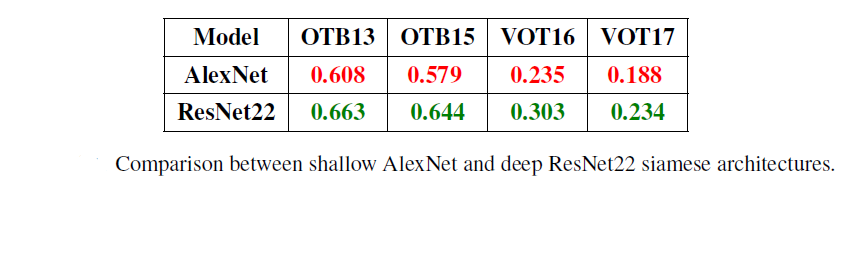 Model OTB13 OTB15 VOT16 VOT17
AlexNet 0.608 0.579 0.235 0.188
ResNet22 0.663 0.644 0.303 0.234
Comparison between shallow AlexNet and deep ResNet22 siamese architectures.